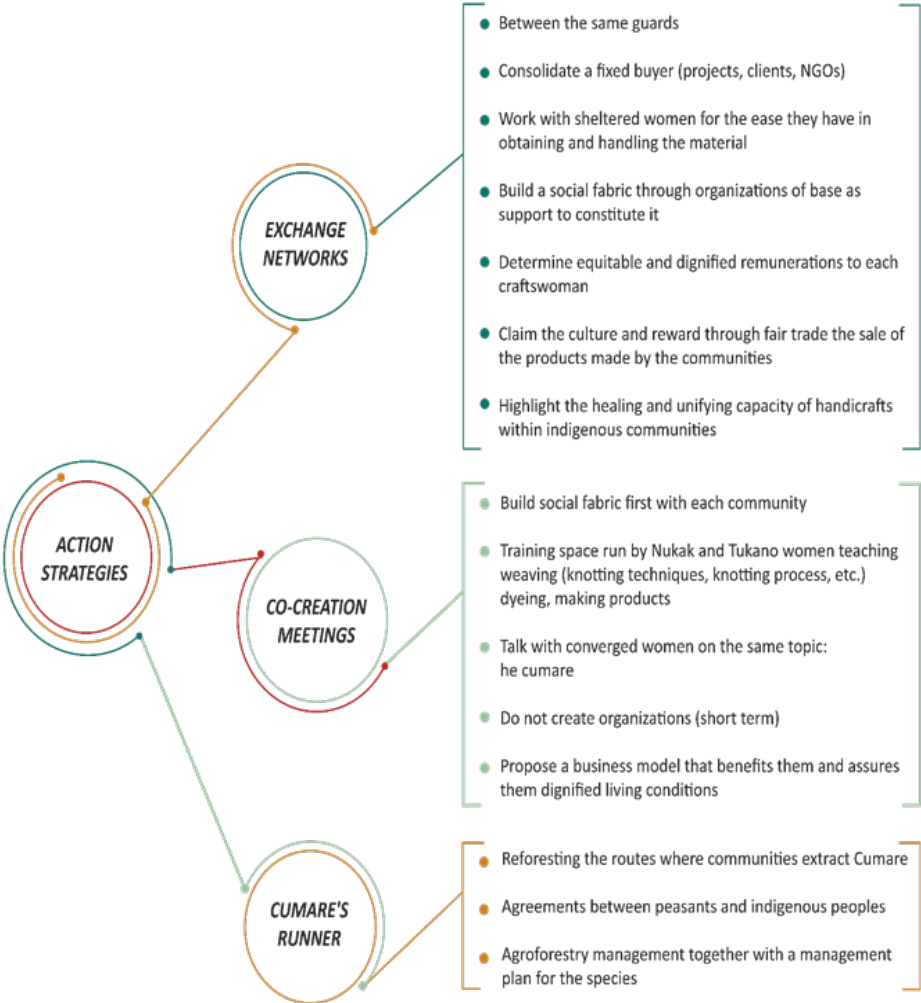 ACTION
STRATEGIES
EXCHANGE
NETWORKS
Between the same guards
Consolidate a fixed buyer (projects, clients, NGOs)
Work with sheltered women for the ease they have in
obtaining and handling the material
Build a social fabric through organizations of base as
support to constitute it
Determine equitable and dignified remunerations to each
craftswoman
Claim the culture and reward through fair trade the sale of
the products made by the communities
Highlight the healing and unifying capacity of handicrafts
within indigenous communities
CO-CREATION
MEETINGS
Build social fabric first with each community
Training space run by Nukak and Tukano women teaching
weaving (knotting techniques, knotting process, etc.)
dyeing, making products
Talk with converged women on the same topic:
he cumare
Do not create organizations (short term)
Propose a business model that benefits them and assures
them dignified living conditions
CUMARE'S
RUNNER
Reforesting the routes where communities extract Cumare
Agreements between peasants and indigenous peoples
Agroforestry management together with a management
plan for the species